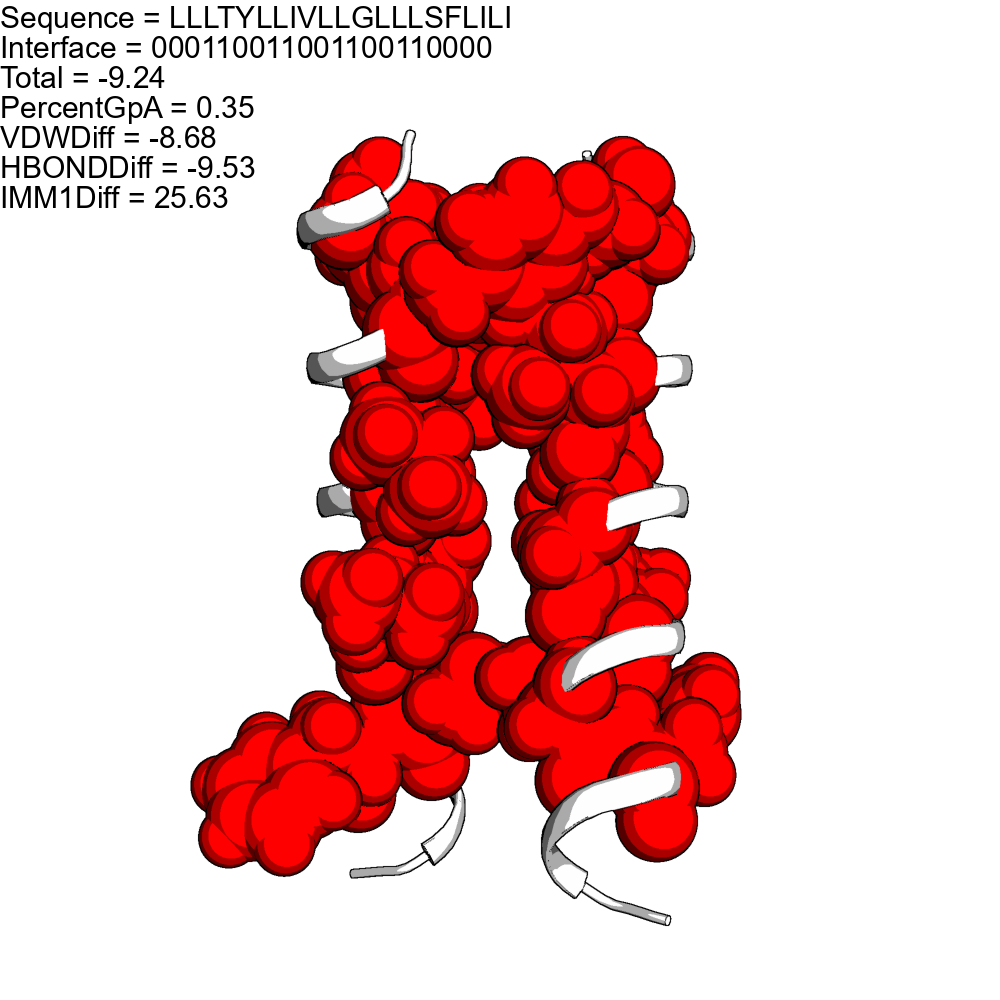 Sequence = LLLTYLLIVLLGLLLSFLILI
Interface = 000110011001100110000
Total = -9.24
PercentGpA = 0.35
VDWDiff = -8.68
HBONDDiff = -9.53
IMM1Diff = 25.63